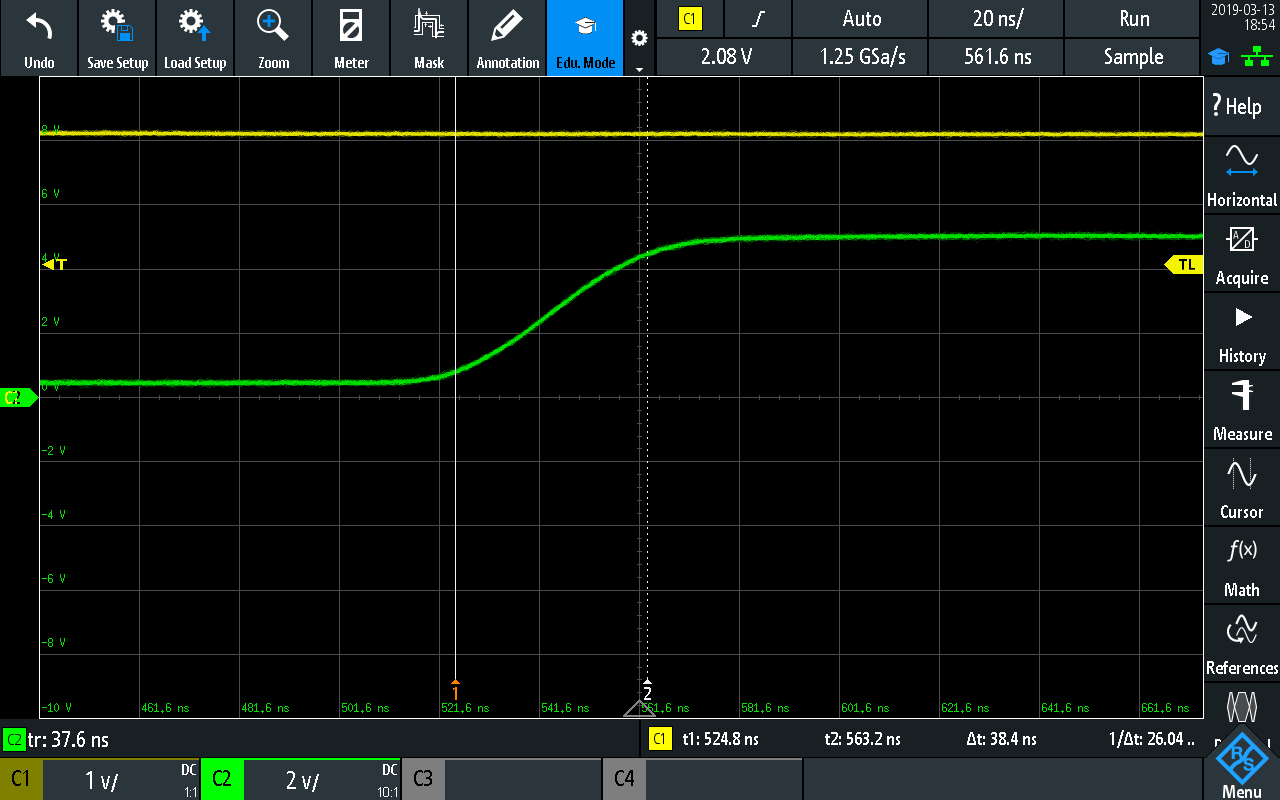 Undo
Save Setup
Load Setup
Zoom
Meter
Mask
Annotation
Edu. Mode
C1
Auto
20 ns/
Run
2.08 V
1.25 GSa/s
561.6 ns
Sample
2019-03-13
18:54
? Help
Horizontal
A/D
Acquire
History
Measure
Cursor
f(x)
Math
References
R&S
Menu
8 V
6 V
4 V
T
TL
2 V
0 V
C2
-2 V
-4 V
-6 V
-8 V
1
2
-10 V
461,6 ns
481,6 ns
501,6 ns
521,6 ns
541,6 ns
561,6 ns
581,6 ns
601,6 ns
621,6 ns
641,6 ns
661,6 ns
C2 tr: 37.6 ns
C1 t1: 524.8 ns t2: 563.2 ns Δt: 38.4 ns 1/Δt: 26.04 ..
C1 1 v/ DC 1:1
C2 2 v/ DC 10:1
C3
C4